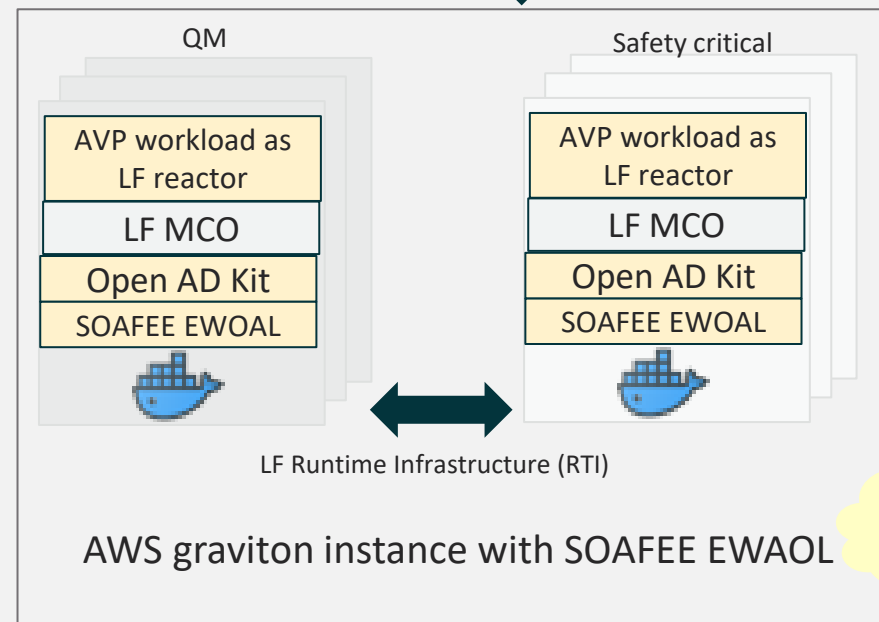 QM
Safety critical
AVP workload as
LF reactor
LF MCO
Open AD Kit
SOAFEE EWOAL
AVP workload as
LF reactor
LF MCO
Open AD Kit
SOAFEE EWOAL
LF Runtime Infrastructure (RTI)
AWS graviton instance with SOAFEE EWAOL